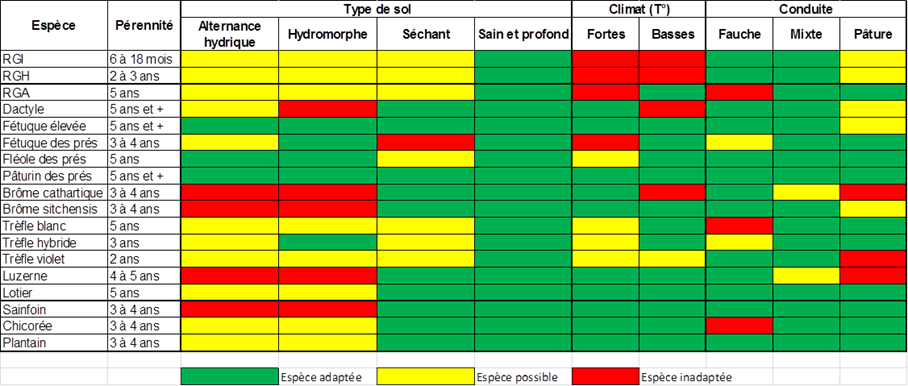 Espèce Pérennité Type de sol Climat (T°) Conduite
Alternance hydrique Hydromorphe Séchant Sain et profond Fortes Basses Fauche Mixte Pâture
RGI 6 à 18 mois
RGH 2 à 3 ans
RGA 5 ans
Dactyle 5 ans et +
Fétuque élevée 5 ans et +
Fétuque des prés 3 à 4 ans
Fléole des prés 5 ans
Pâturin des prés 5 ans et +
Brôme cathartique 3 à 4 ans
Brôme sitchensis 3 à 4 ans
Trèfle blanc 5 ans
Trèfle hybride 3 ans
Trèfle violet 2 ans
Luzerne 4 à 5 ans
Lotier 5 ans
Sainfoin 3 à 4 ans
Chicorée 3 à 4 ans
Plantain 3 à 4 ans
Espèce adaptée Espèce possible Espèce inadaptée